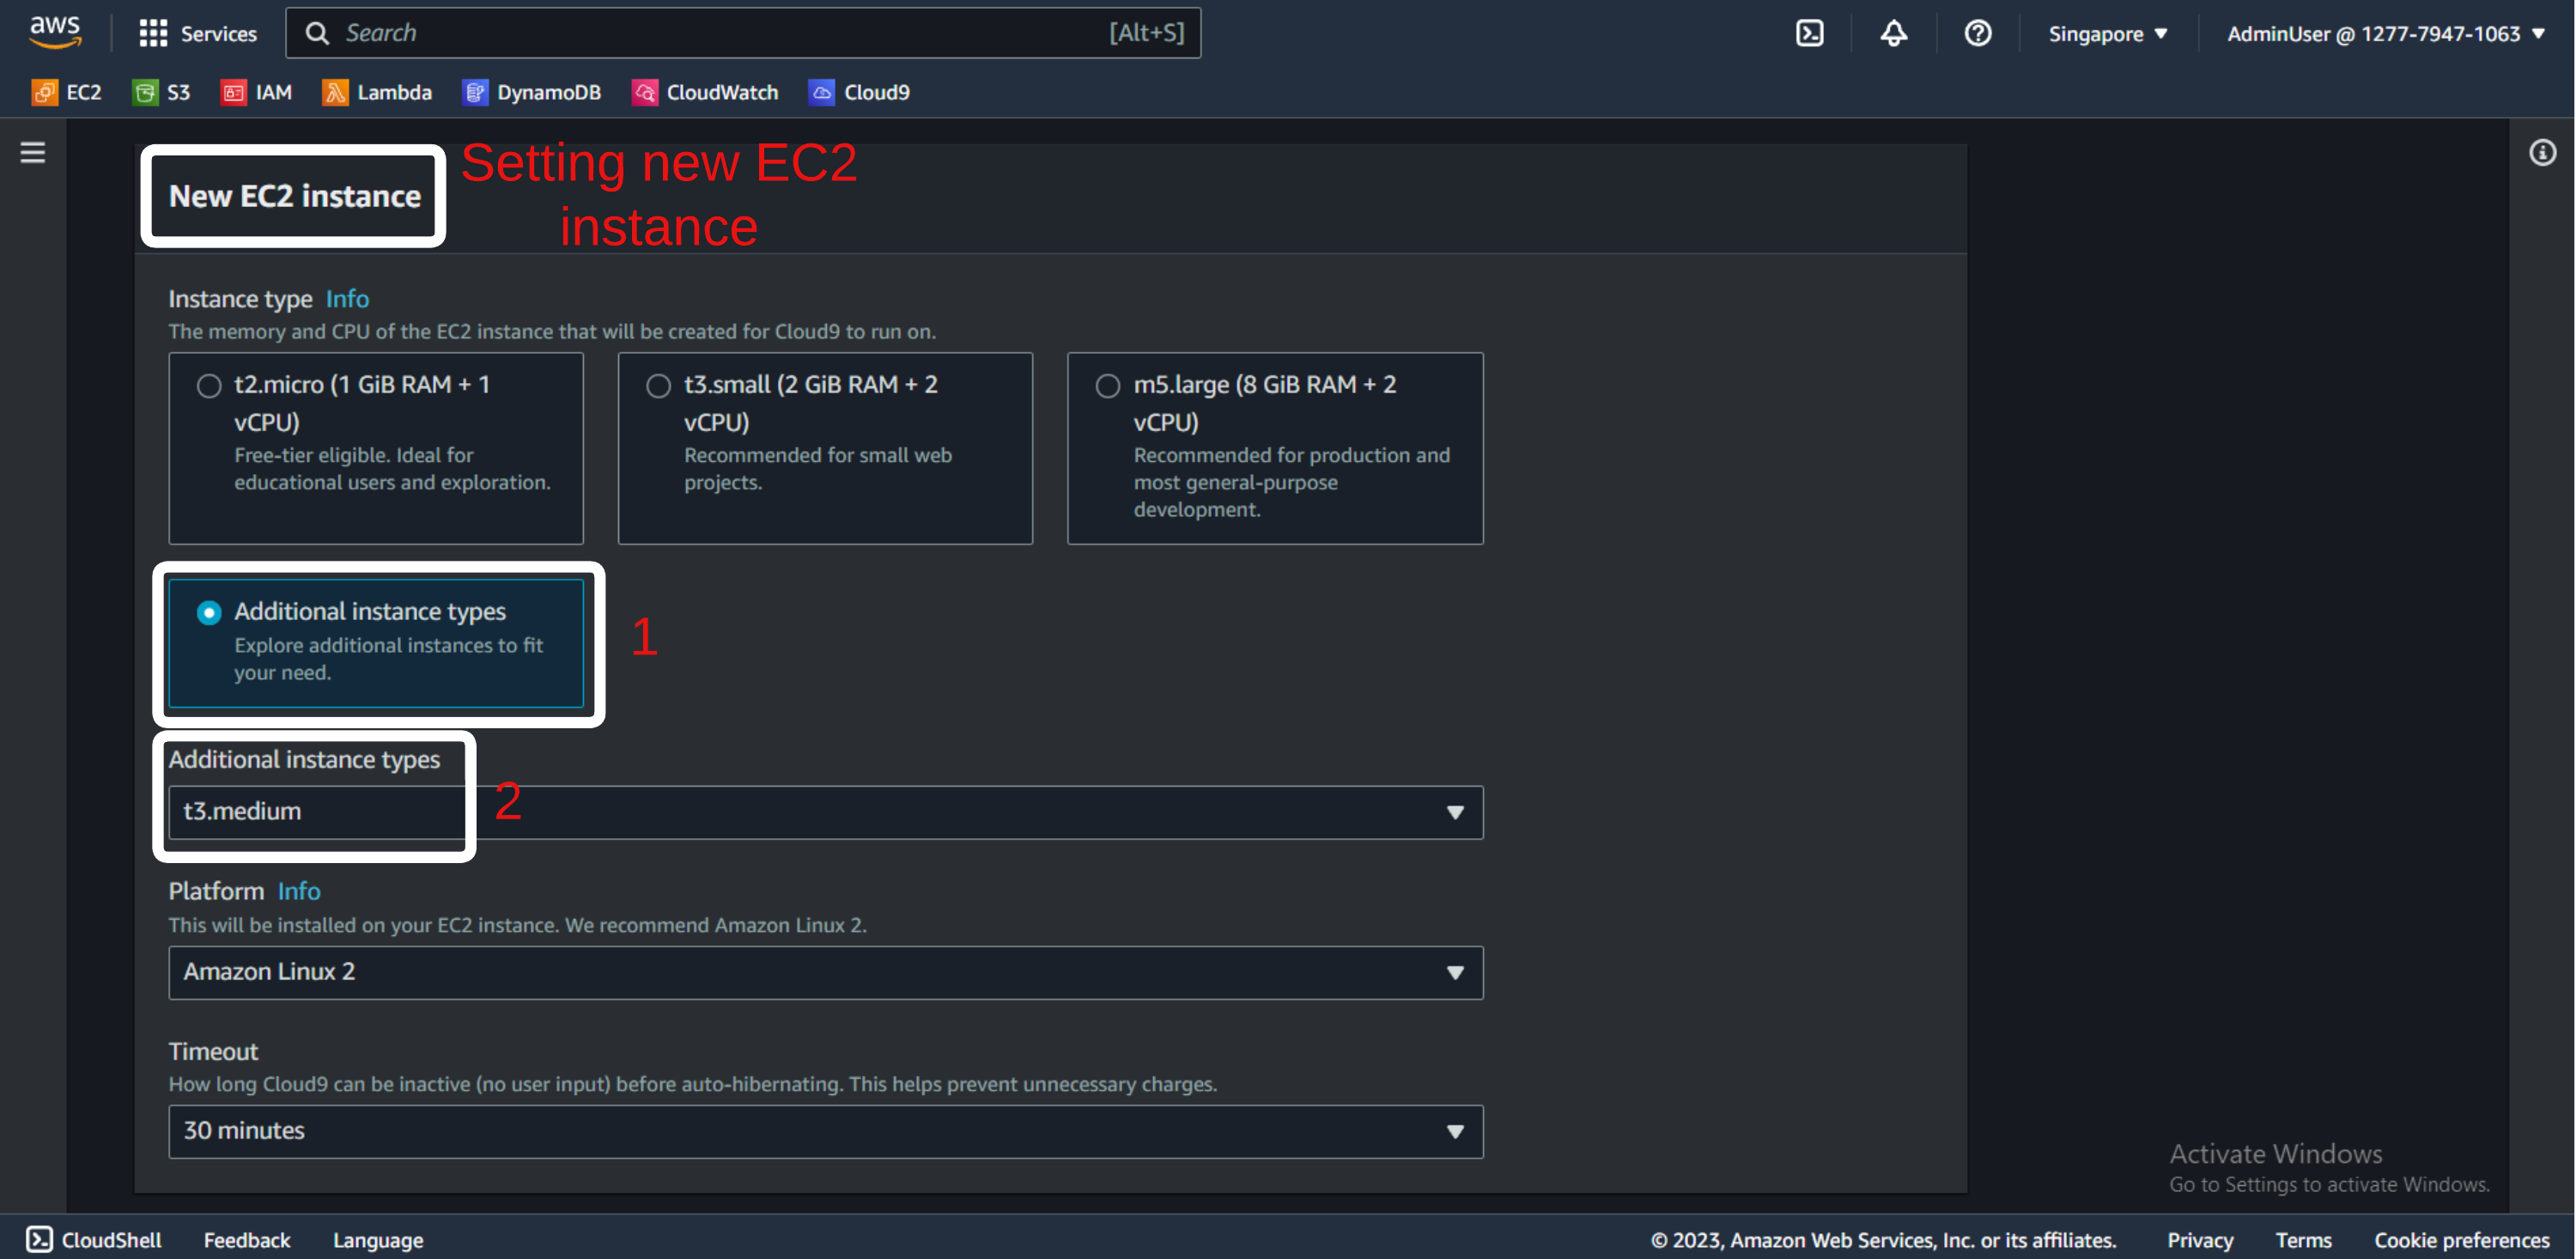 aws
Services
Search [Alt+S]
Singapore
AdminUser @ 1277-7947-1063
EC2 S3 IAM Lambda DynamoDB CloudWatch Cloud9
New EC2 instance
Setting new EC2
instance
Instance type Info
The memory and CPU of the EC2 instance that will be created for Cloud9 to run on.
t2.micro (1 GiB RAM + 1
vCPU)
Free-tier eligible. Ideal for
educational users and exploration.
t3.small (2 GiB RAM + 2
vCPU)
Recommended for small web
projects.
m5.large (8 GiB RAM + 2
vCPU)
Recommended for production and
most general-purpose
development.
Additional instance types
Explore additional instances to fit
your need.
1
Additional instance types
t3.medium
2
Platform Info
This will be installed on your EC2 instance. We recommend Amazon Linux 2.
Amazon Linux 2
Timeout
How long Cloud9 can be inactive (no user input) before auto-hibernating. This helps prevent unnecessary charges.
30 minutes
Activate Windows
Go to Settings to activate Windows.
CloudShell Feedback Language
© 2023, Amazon Web Services, Inc. or its affiliates. Privacy Terms Cookie preferences